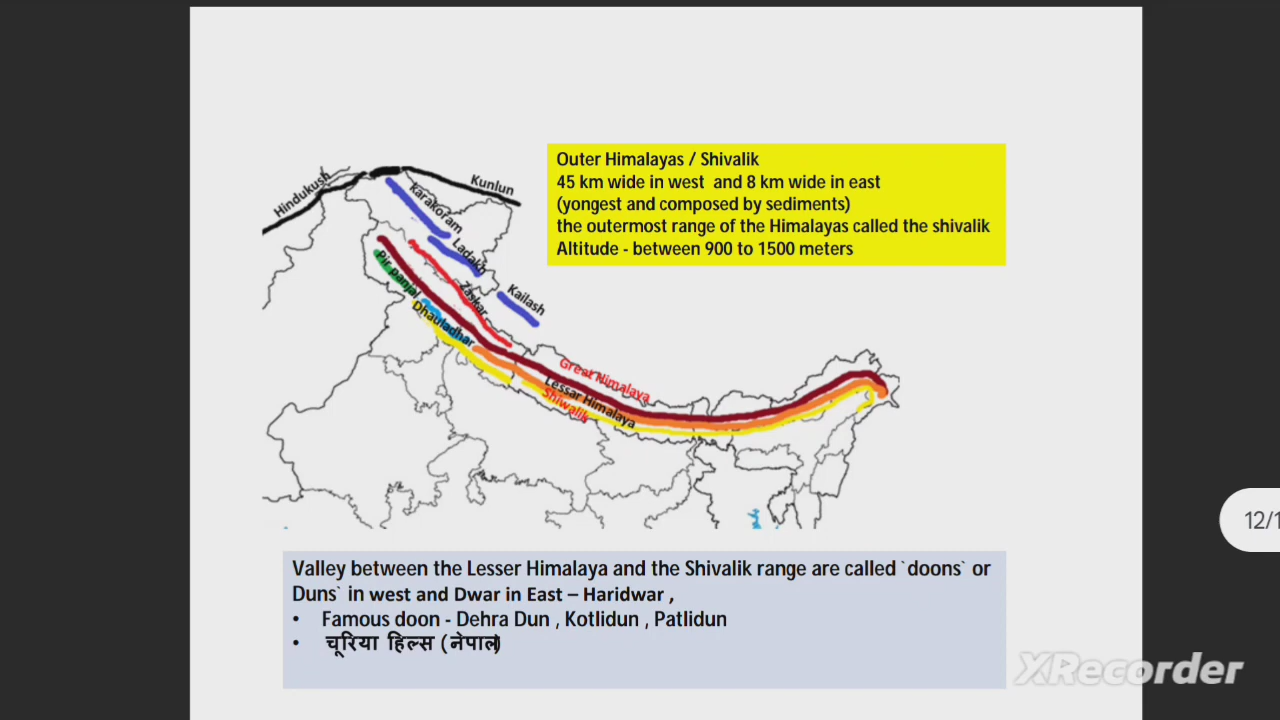 Outer Himalayas / Shivalik
45 km wide in west and 8 km wide in east
(yongest and composed by sediments)
the outermost range of the Himalayas called the shivalik
Altitude - between 900 to 1500 meters
Hindukush
Kunlun
Karakoram
Ladakh
Zaskar
Kailash
Pir panjal
Dhauladhar
Great Nimalaya
Lessar Himalaya
Shiwalik
12/1
Valley between the Lesser Himalaya and the Shivalik range are called `doons` or
Duns` in west and Dwar in East – Haridwar ,
• Famous doon - Dehra Dun , Kotlidun , Patlidun
• चूरिया हिल्स (नेपाल)
XRecorder